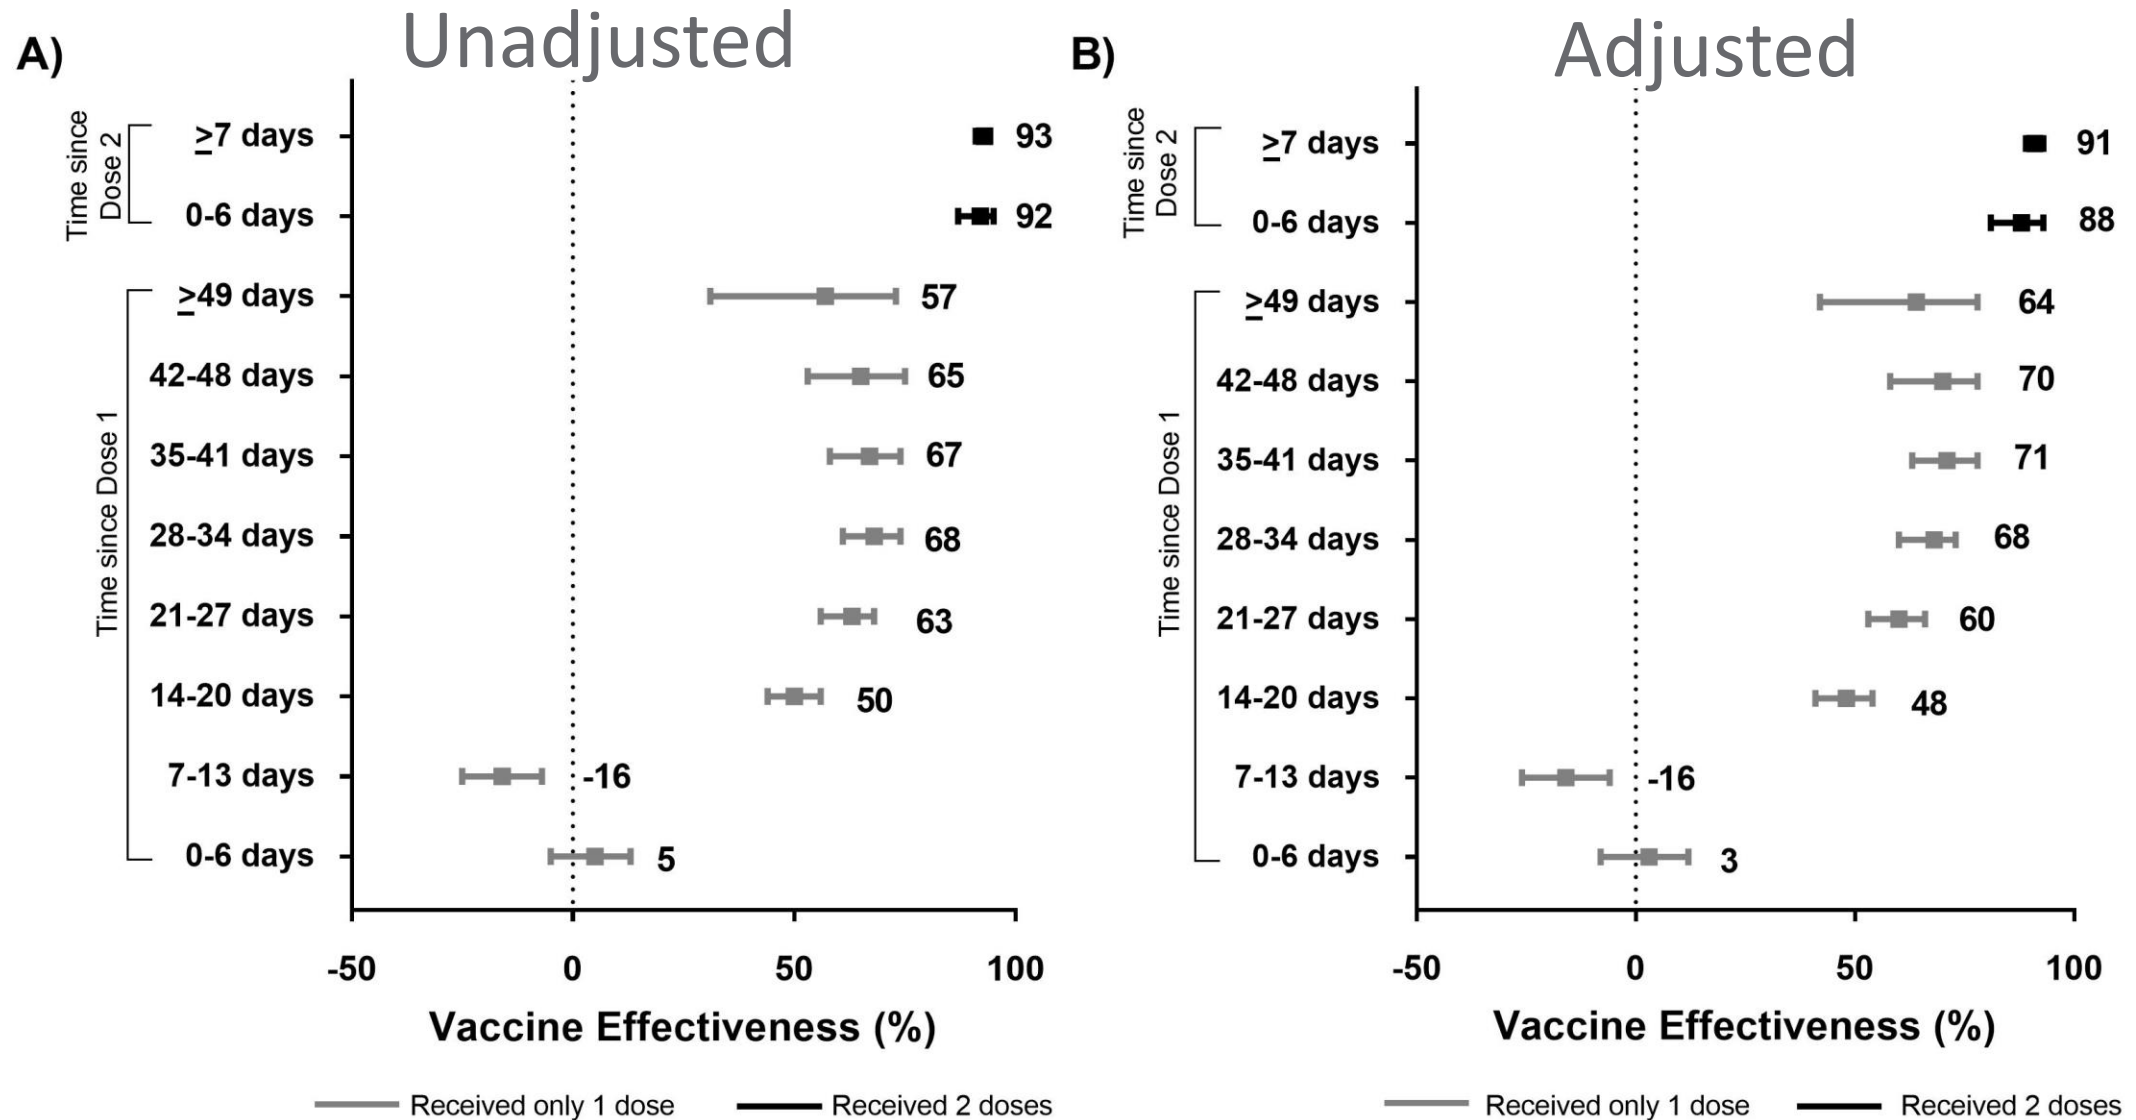 A)
Unadjusted
Time since
Dose 2
≥7 days
93
0-6 days
92
Time since Dose 1
≥49 days
57
42-48 days
65
35-41 days
67
28-34 days
68
21-27 days
63
14-20 days
50
7-13 days
-16
0-6 days
5
-50 0 50 100
Vaccine Effectiveness (%)
Received only 1 dose Received 2 doses
B)
Adjusted
Time since
Dose 2
≥7 days
91
0-6 days
88
Time since Dose 1
≥49 days
64
42-48 days
70
35-41 days
71
28-34 days
68
21-27 days
60
14-20 days
48
7-13 days
-16
0-6 days
3
-50 0 50 100
Vaccine Effectiveness (%)
Received only 1 dose Received 2 doses